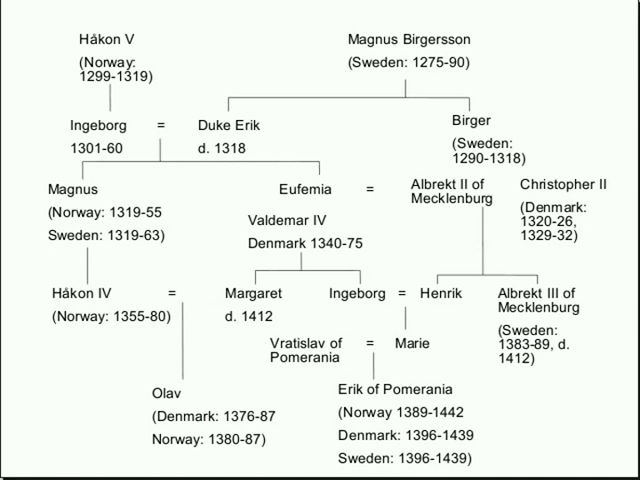 Håkon V
(Norway:
1299-1319)
Magnus Birgersson
(Sweden: 1275-90)
Ingeborg
1301-60
=
Duke Erik
d. 1318
Birger
(Sweden:
1290-1318)
Magnus
(Norway: 1319-55
Sweden: 1319-63)
Eufemia
=
Albrekt II of
Mecklenburg
Christopher II
(Denmark:
1320-26,
1329-32)
Valdemar IV
Denmark 1340-75
Håkon IV
(Norway: 1355-80)
=
Margaret
d. 1412
Ingeborg
=
Henrik
Albrekt III of
Mecklenburg
(Sweden:
1383-89, d.
1412)
Vratislav of
Pomerania
=
Marie
Olav
(Denmark: 1376-87
Norway: 1380-87)
Erik of Pomerania
(Norway 1389-1442
Denmark: 1396-1439
Sweden: 1396-1439)